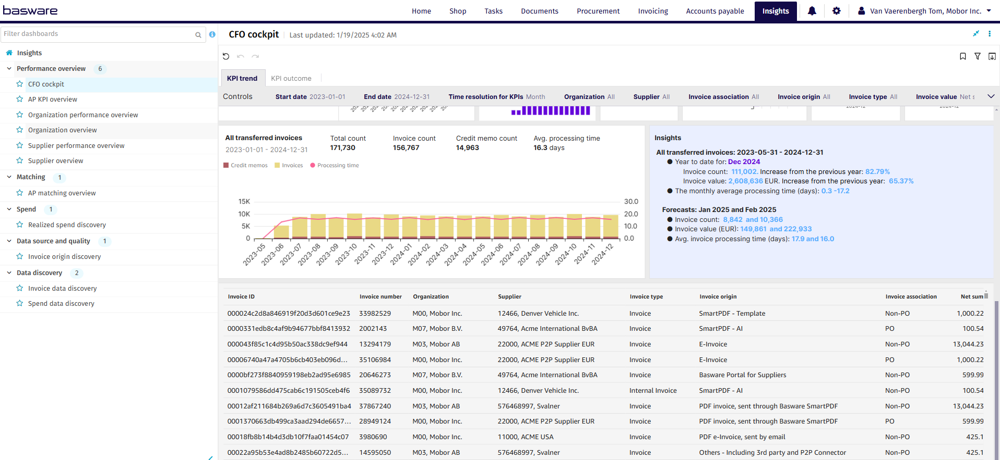 basware
Home Shop Tasks Documents Procurement Invoicing Accounts payable Insights Van Vaerenbergh Tom, Mobor Inc.
Filter dashboards
Insights
Performance overview 6
CFO cockpit
AP KPI overview
Organization performance overview
Organization overview
Supplier performance overview
Supplier overview
Matching 1
AP matching overview
Spend 1
Realized spend discovery
Data source and quality 1
Invoice origin discovery
Data discovery 2
Invoice data discovery
Spend data discovery
CFO cockpit Last updated: 1/19/2025 4:02 AM
KPI trend KPI outcome
Controls Start date 2023-01-01 End date 2024-12-31 Time resolution for KPIs Month Organization All Supplier All Invoice association All Invoice origin All Invoice type All Invoice value Net s
All transferred invoices
2023-01-01 - 2024-12-31
Total count
171,730
Invoice count
156,767
Credit memo count
14,963
Avg. processing time
16.3 days
Credit memos Invoices Processing time
15K 30.0
10K 20.0
5K 10.0
0 0.0
2023-05 2023-06 2023-07 2023-08 2023-09 2023-10 2023-11 2023-12 2024-01 2024-02 2024-03 2024-04 2024-05 2024-06 2024-07 2024-08 2024-09 2024-10 2024-11 2024-12
Insights
All transferred invoices: 2023-05-31 - 2024-12-31
● Year to date for: Dec 2024
Invoice count: 111,002. Increase from the previous year: 82.79%
Invoice value: 2,608,636 EUR. Increase from the previous year: 65.37%
● The monthly average processing time (days): 0.3 -17.2
Forecasts: Jan 2025 and Feb 2025
● Invoice count: 8,842 and 10,366
● Invoice value (EUR): 149,861 and 222,933
● Avg. invoice processing time (days): 17.9 and 16.0
Invoice ID Invoice number Organization Supplier Invoice type Invoice origin Invoice association Net sum
000024c2d8a846919f20d3d601ce9e23 33982529 M00, Mobor Inc. 12466, Denver Vehicle Inc. Invoice SmartPDF - Template Non-PO 1,000.22
0000331edb8c4af9b94677bbf8413932 2002143 M07, Mobor B.V. 49764, Acme International BvBA Invoice SmartPDF - AI PO 100.54
000043f85c1c4d95b50ac338dc9ef944 13294179 M03, Mobor AB 22000, ACME P2P Supplier EUR Invoice E-Invoice Non-PO 13,044.23
00006740a47a4705b6cb403eb096d... 35106984 M00, Mobor Inc. 22000, ACME P2P Supplier EUR Invoice E-Invoice PO 1,000.22
0000bf273f8840959198eb2ad95e6985 20646273 M07, Mobor B.V. 49764, Acme International BvBA Invoice Basware Portal for Suppliers Non-PO 599.99
0001079586dd475cab6c191505ceb4f6 35089732 M00, Mobor Inc. 12466, Denver Vehicle Inc. Internal Invoice SmartPDF - AI Non-PO 100.54
00012af211684b269a6d7c3605491ba4 37867240 M03, Mobor AB 576468997, Svalner Invoice PDF invoice, sent through Basware SmartPDF Non-PO 13,044.23
0001370663db499ca3aad294de6657... 28949124 M00, Mobor Inc. 22000, ACME P2P Supplier EUR Invoice PDF invoice, sent through Basware SmartPDF PO 599.99
00018fb8b14b4d3db10f7faa01454c07 3980690 M00, Mobor Inc. 11000, ACME USA Invoice PDF e-Invoice, sent by email Non-PO 425.1
00022a95b53e4ad8b2485b60722d5... 14595050 M03, Mobor AB 576468997, Svalner Invoice Others - Including 3rd party and P2P Connector Non-PO 425.1